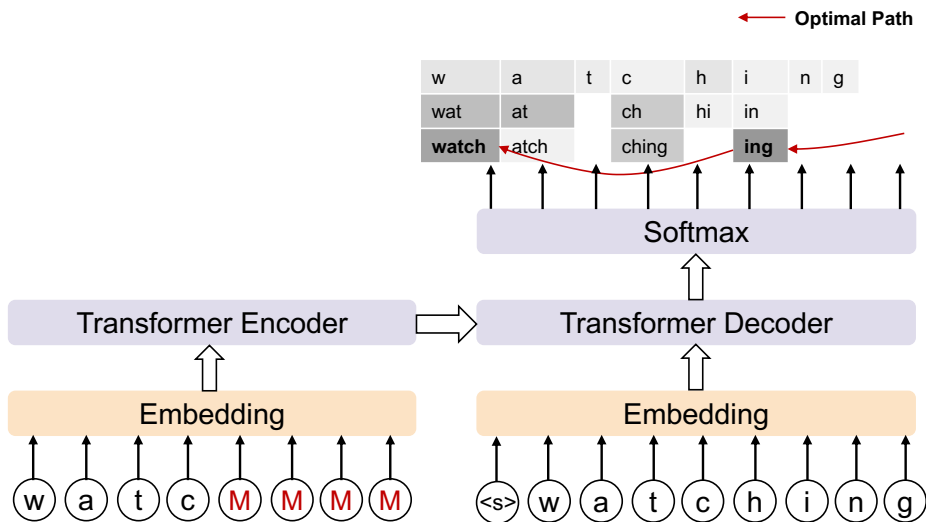 Optimal Path
w a t c h i n g
wat at ch hi in
watch atch ching ing
Softmax
Transformer Encoder Transformer Decoder
Embedding Embedding
w a t c M M M M <s> w a t c h i n g